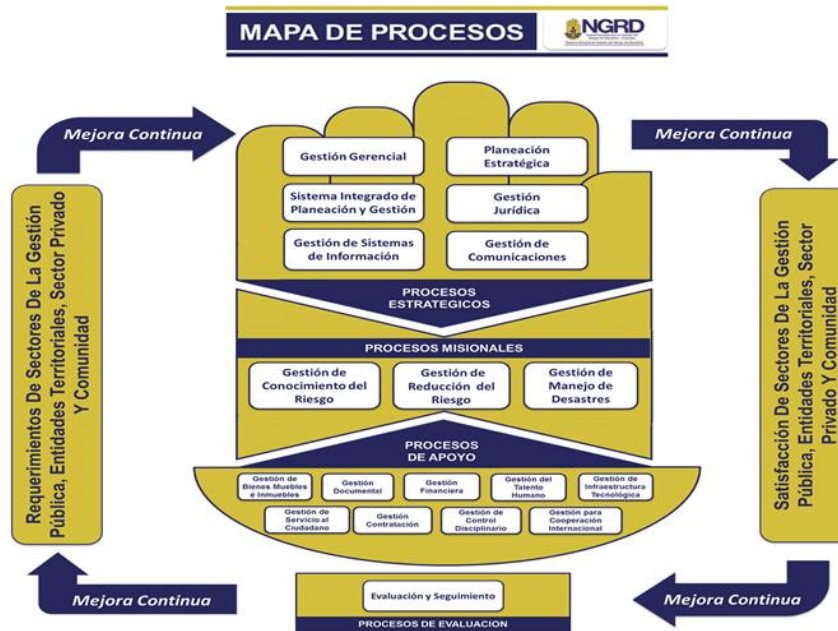 MAPA DE PROCESOS
NGRD
Mejora Continua
Mejora Continua
Requerimientos De Sectores De La Gestión
Pública, Entidades Territoriales, Sector Privado
Y Comunidad
Gestión Gerencial
Planeación
Estratégica
Sistema Integrado de
Planeación y Gestión
Gestión
Jurídica
Gestión de Sistemas
de Información
Gestión de
Comunicaciones
PROCESOS
ESTRATEGICOS
PROCESOS MISIONALES
Gestión de
Conocimiento del
Riesgo
Gestión de
Reducción del
Riesgo
Gestión de
Manejo de
Desastres
PROCESOS
DE APOYO
Gestión de
Bienes Muebles
e Inmuebles
Gestión
Documental
Gestión
Financiera
Gestión del
Talento
Humano
Gestión de
Infraestructura
Tecnológica
Gestión de
Servicio al
Ciudadano
Gestión
Contratación
Gestión de
Control
Disciplinario
Gestión para
Cooperación
Internacional
Satisfacción De Sectores De La Gestión
Pública, Entidades Territoriales, Sector
Privado Y Comunidad
Mejora Continua
Evaluación y Seguimiento
PROCESOS DE EVALUACION
Mejora Continua